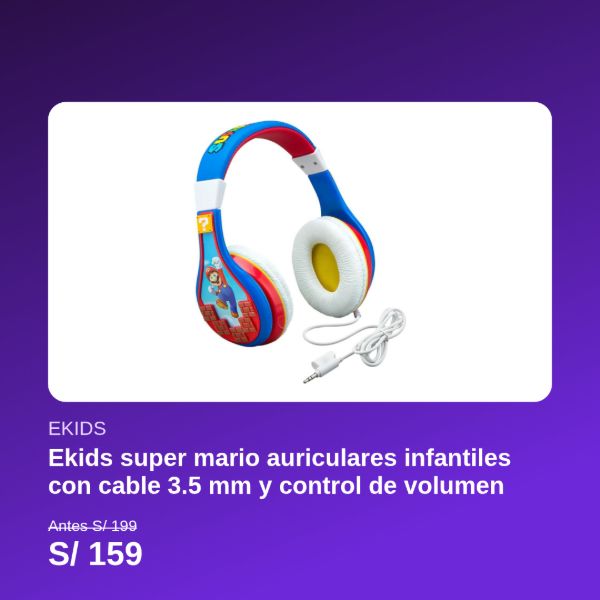 ?
EKIDS
Ekids super mario auriculares infantiles
con cable 3.5 mm y control de volumen
Antes S/ 199
S/ 159